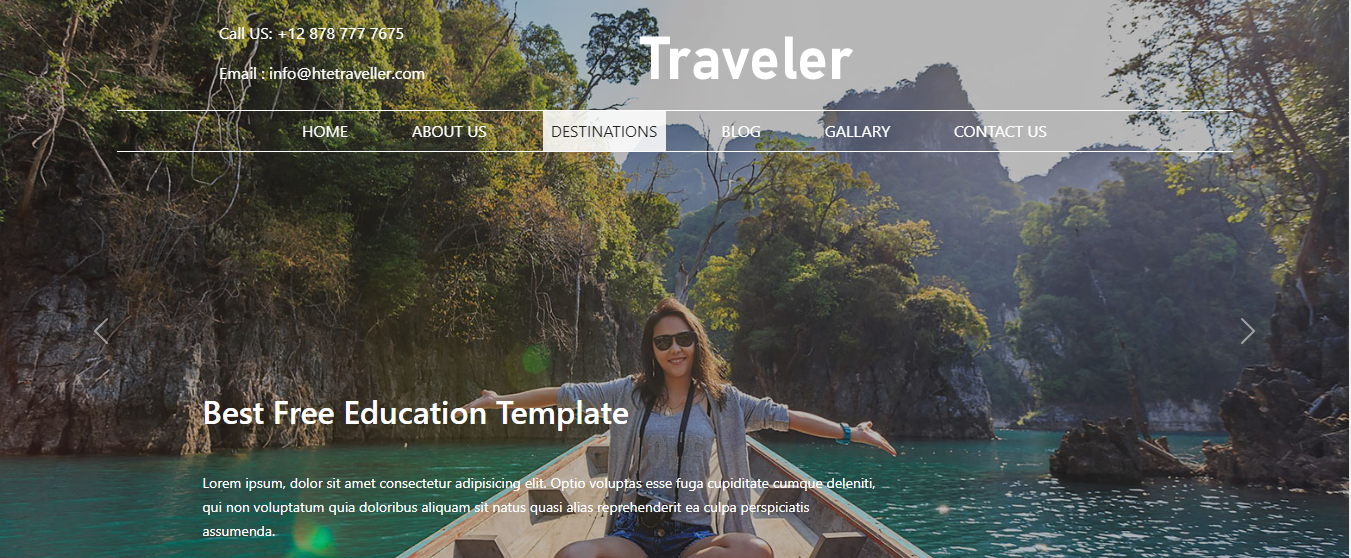 Call US: +12 878 777 7675
Email : info@htetraveller.com
Traveler
HOME ABOUT US DESTINATIONS BLOG GALLARY CONTACT US
Best Free Education Template
Lorem ipsum, dolor sit amet consectetur adipisicing elit. Optio voluptas esse fuga cupiditate cumque deleniti,
qui non voluptatum quia doloribus aliquam sit natus quasi alias reprehenderit ea culpa perspiciatis
assumenda.